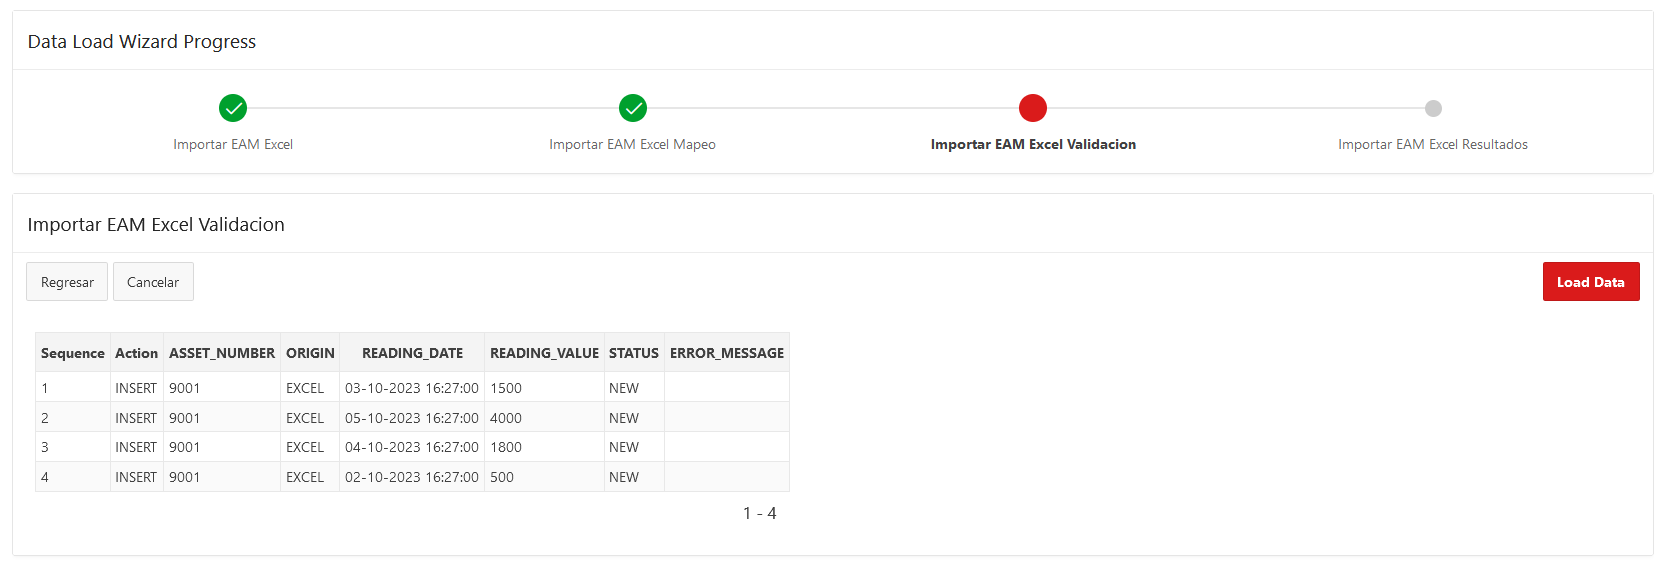 Data Load Wizard Progress
Importar EAM Excel Importar EAM Excel Mapeo Importar EAM Excel Validacion Importar EAM Excel Resultados
Importar EAM Excel Validacion
Regresar Cancelar Load Data
Sequence Action ASSET_NUMBER ORIGIN READING_DATE READING_VALUE STATUS ERROR_MESSAGE
1 INSERT 9001 EXCEL 03-10-2023 16:27:00 1500 NEW
2 INSERT 9001 EXCEL 05-10-2023 16:27:00 4000 NEW
3 INSERT 9001 EXCEL 04-10-2023 16:27:00 1800 NEW
4 INSERT 9001 EXCEL 02-10-2023 16:27:00 500 NEW
1 - 4